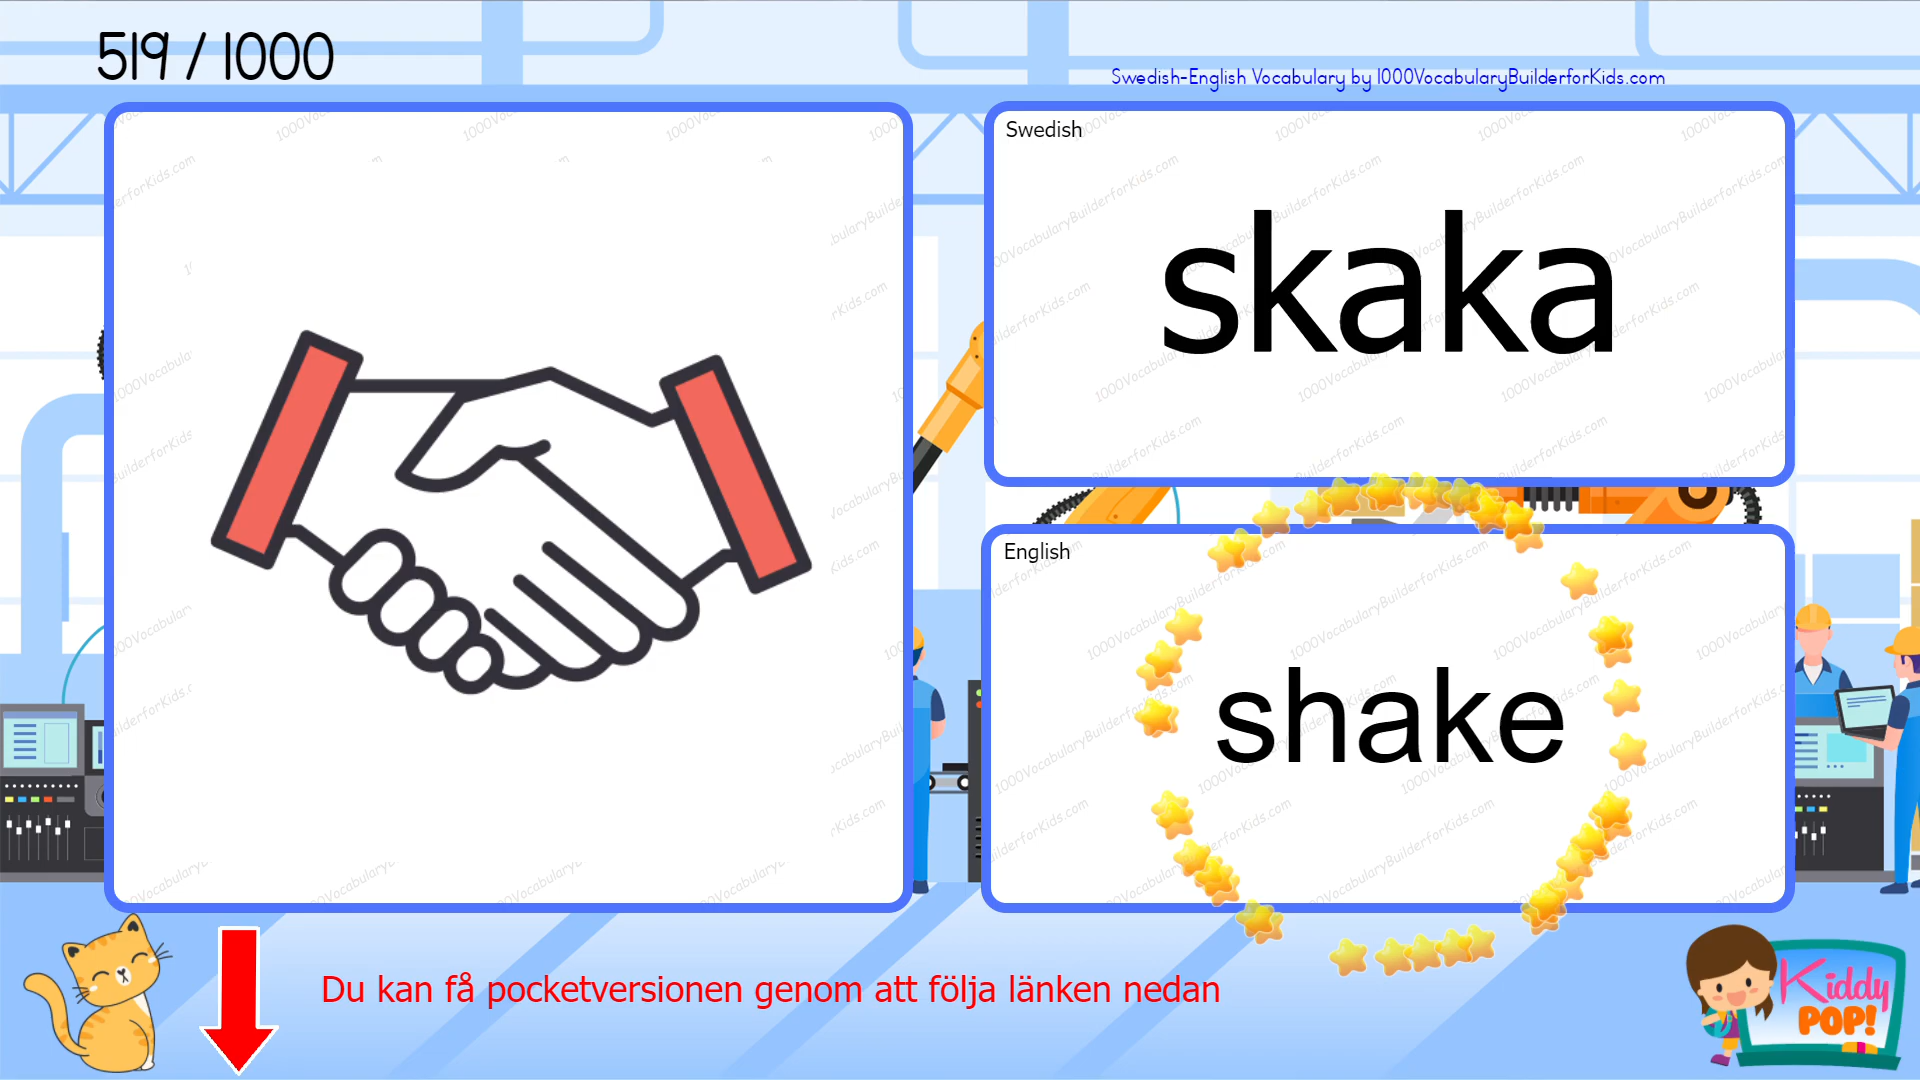 519 / 1000
Swedish-English Vocabulary by 1000VocabularyBuilderforKids.com
Swedish
skaka
English
shake
Du kan få pocketversionen genom att följa länken nedan
Kiddy
POP!